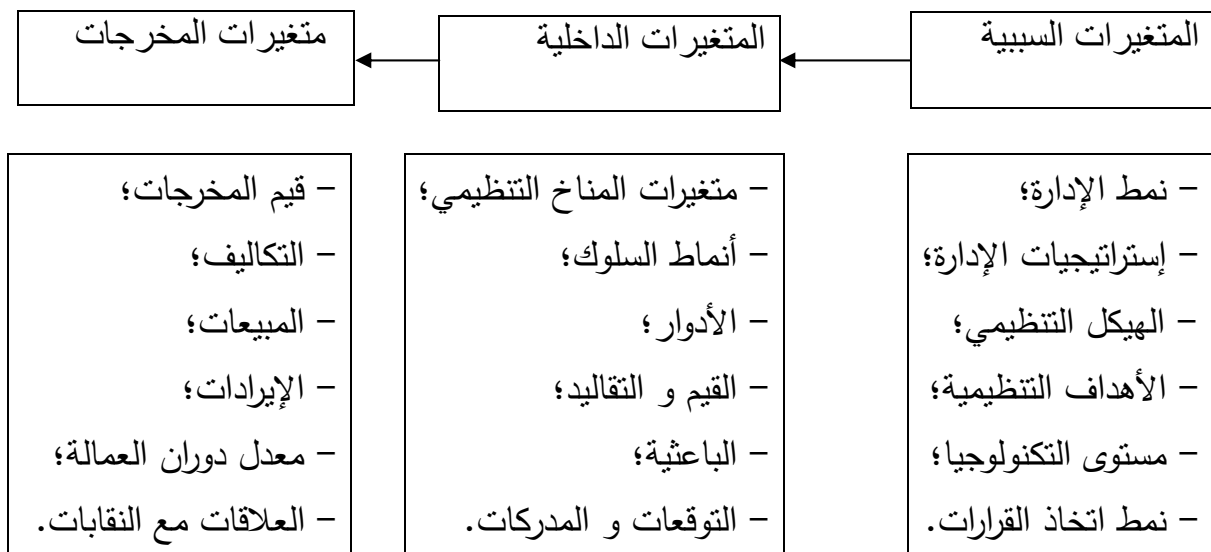 المتغيرات السببية
المتغيرات الداخلية
متغيرات المخرجات
- نمط الإدارة؛
- إستراتيجيات الإدارة؛
- الهيكل التنظيمي؛
- الأهداف التنظيمية؛
- مستوى التكنولوجيا؛
- نمط اتخاذ القرارات.
- متغيرات المناخ التنظيمي؛
- أنماط السلوك؛
- الأدوار؛
- القيم و التقاليد؛
- الباعثية؛
- التوقعات و المدركات.
- قيم المخرجات؛
- التكاليف؛
- المبيعات؛
- الإيرادات؛
- معدل دوران العمالة؛
- العلاقات مع النقابات.